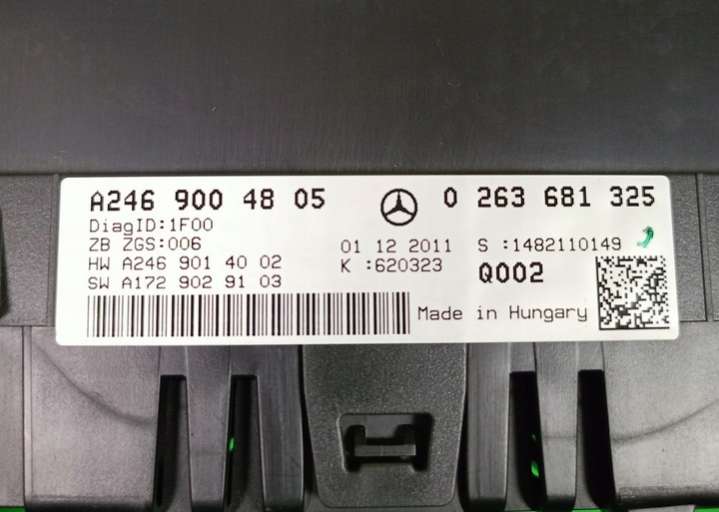 A246 900 48 05 0 263 681 325
DiagID:1F00
ZB ZGS:006 01 12 2011 S :1482110149
HW A246 901 40 02 K :620323 Q002
SW A172 902 91 03
Made in Hungary